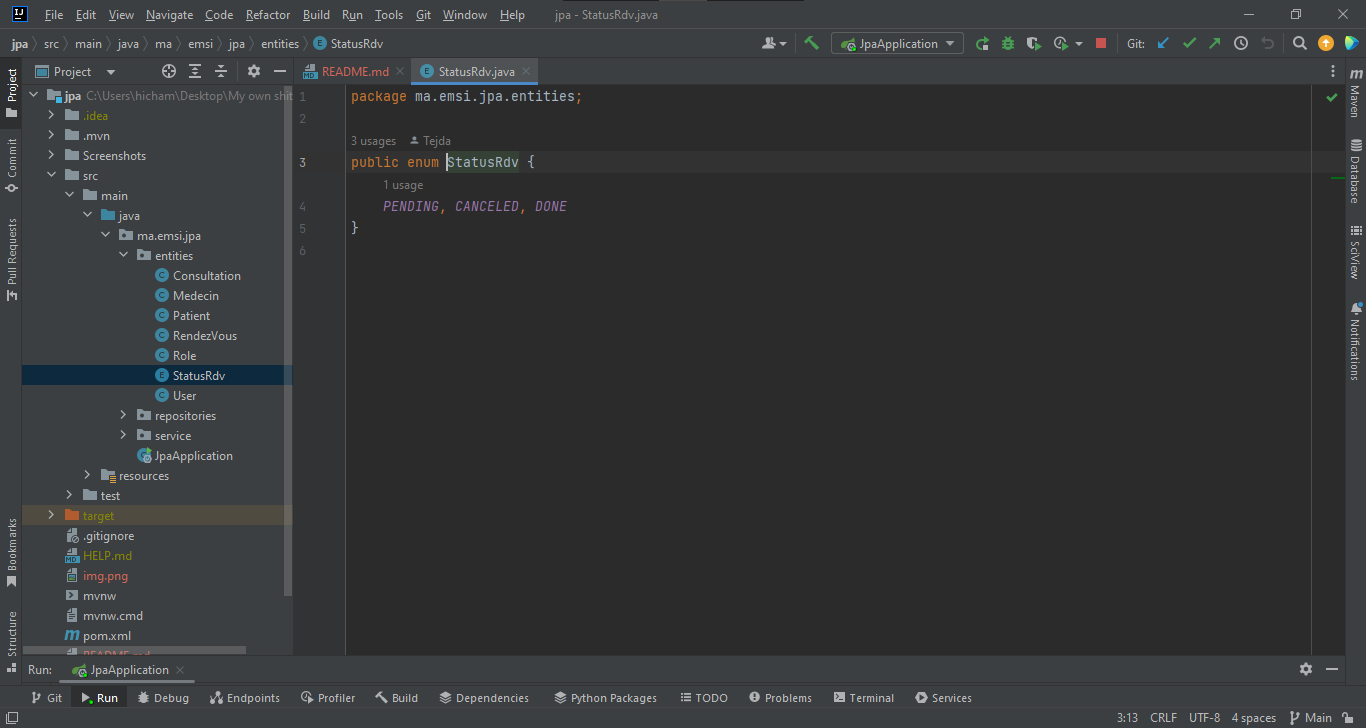 File Edit View Navigate Code Refactor Build Run Tools Git Window Help jpa - StatusRdv.java
jpa src main java ma emsi jpa entities StatusRdv JpaApplication Git:
Project README.md StatusRdv.java
Project
Commit
Pull Requests
Bookmarks
Structure
jpa C:\Users\hicham\Desktop\My own shit
.idea
.mvn
Screenshots
src
main
java
ma.emsi.jpa
entities
Consultation
Medecin
Patient
RendezVous
Role
StatusRdv
User
repositories
service
JpaApplication
resources
test
target
.gitignore
HELP.md
img.png
mvnw
mvnw.cmd
pom.xml
README.md
1 package ma.emsi.jpa.entities;
2
3 usages Tejda
3 public enum StatusRdv {
1 usage
4 PENDING, CANCELED, DONE
5 }
6
m Maven
Database
SciView
Notifications
Run: JpaApplication
Git Run Debug Endpoints Profiler Build Dependencies Python Packages TODO Problems Terminal Services
3:13 CRLF UTF-8 4 spaces Main